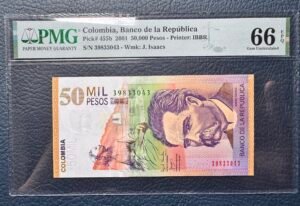 PMG
PAPER MONEY GUARANTY
Colombia, Banco de la República
Pick# 455b 2001 50,000 Pesos - Printer: IBBR
S/N 39833043 - Wmk: J. Isaacs
66 EPQ
Gem Uncirculated
50 MIL
PESOS
39833043
COLOMBIA
BANCO DE LA REPUBLICA
39833043